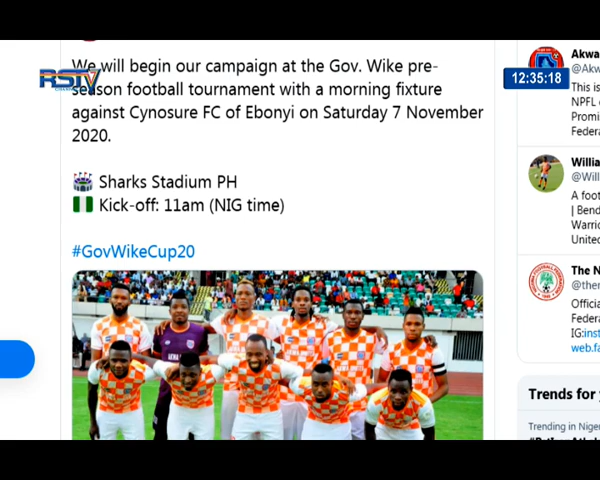 We will begin our campaign at the Gov. Wike pre-
season football tournament with a morning fixture
against Cynosure FC of Ebonyi on Saturday 7 November
2020.
Sharks Stadium PH
Kick-off: 11am (NIG time)
#GovWikeCup20
RSTV
12:35:18
Akwa
@Akw
This is
NPFL
Promi
Federa
Willia
@Will
A foot
| Bend
Warrio
United
The N
@ther
Officia
Federa
IG:inst
web.fa
Trends for
Trending in Niger